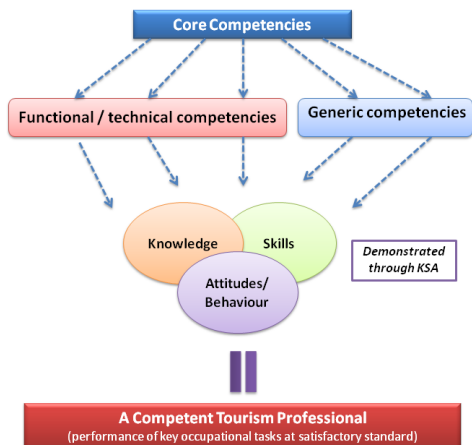 Core Competencies
Functional / technical competencies
Generic competencies
Knowledge
Skills
Attitudes/
Behaviour
Demonstrated
through KSA
A Competent Tourism Professional
(performance of key occupational tasks at satisfactory standard)